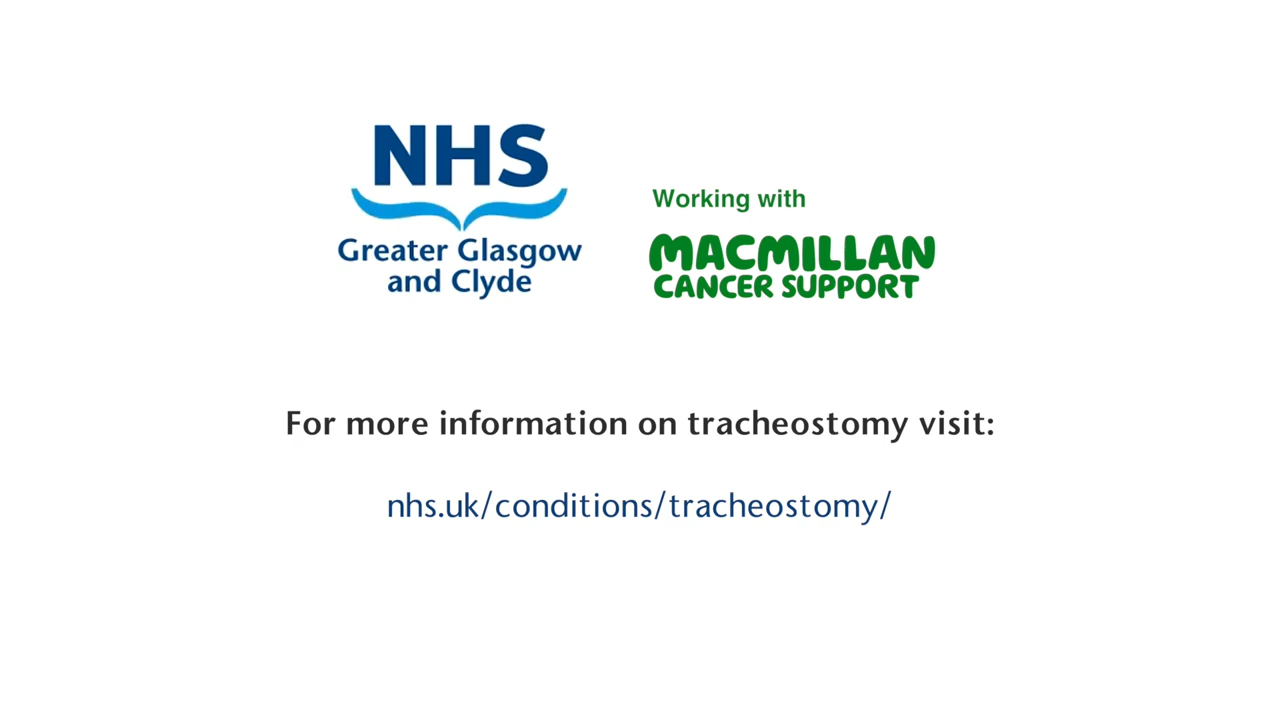 NHS
Greater Glasgow
and Clyde
Working with
MACMILLAN
CANCER SUPPORT
For more information on tracheostomy visit:
nhs.uk/conditions/tracheostomy/